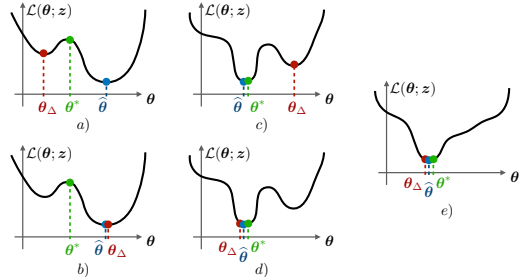 ℒ(θ; z)
θ_Δ θ* θ̂ θ
a)
ℒ(θ; z)
θ̂ θ* θ_Δ θ
c)
ℒ(θ; z)
θ_Δ θ̂ θ* θ
e)
ℒ(θ; z)
θ* θ̂ θ_Δ θ
b)
ℒ(θ; z)
θ_Δ θ̂ θ* θ
d)